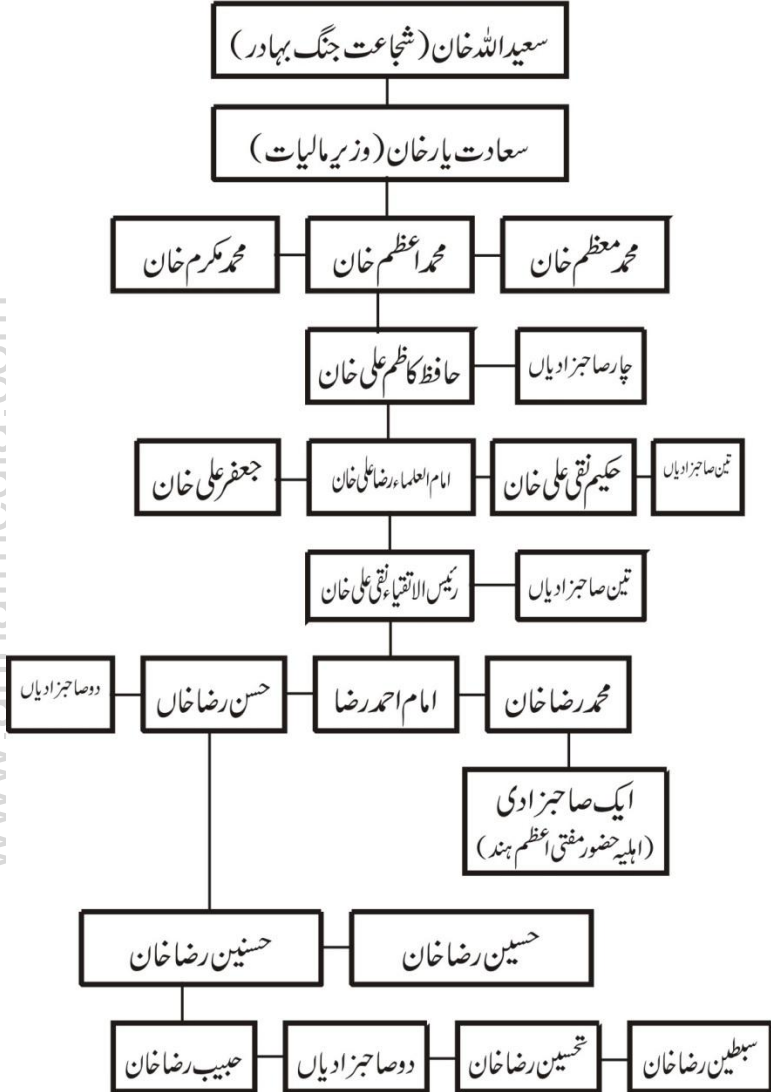 سعید اللہ خان (شجاعت جنگ بہادر)
سعادت یار خان (وزیر مالیات)
محمد معظم خان
محمد اعظم خان
محمد مکرم خان
چار صاحبزادیاں
حافظ کاظم علی خان
تین صاحبزادیاں
حکیم نقی علی خان
امام العلماء رضا علی خان
جعفر علی خان
تین صاحبزادیاں
رئیس الاتقیاء نقی علی خان
محمد رضا خان
امام احمد رضا
حسن رضا خاں
دو صاحبزادیاں
ایک صاحبزادی
(اہلیہ حضور مفتی اعظم ہند)
حسین رضا خان
حسنین رضا خان
سبطین رضا خان
تحسین رضا خان
دو صاحبزادیاں
حبیب رضا خان